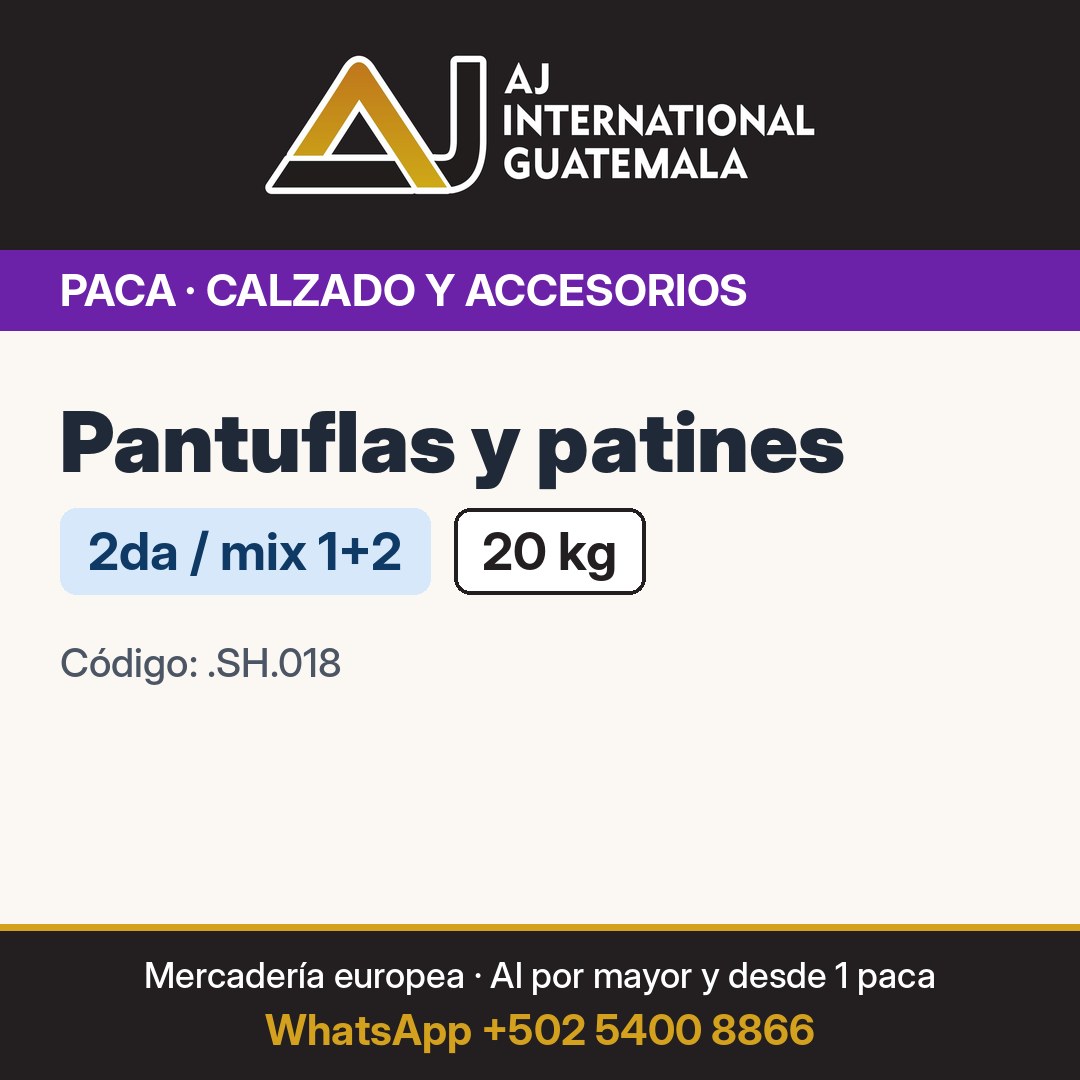 AJ
INTERNATIONAL
GUATEMALA
PACA · CALZADO Y ACCESORIOS
Pantuflas y patines
2da / mix 1+2
20 kg
Código: .SH.018
Mercadería europea · Al por mayor y desde 1 paca
WhatsApp +502 5400 8866